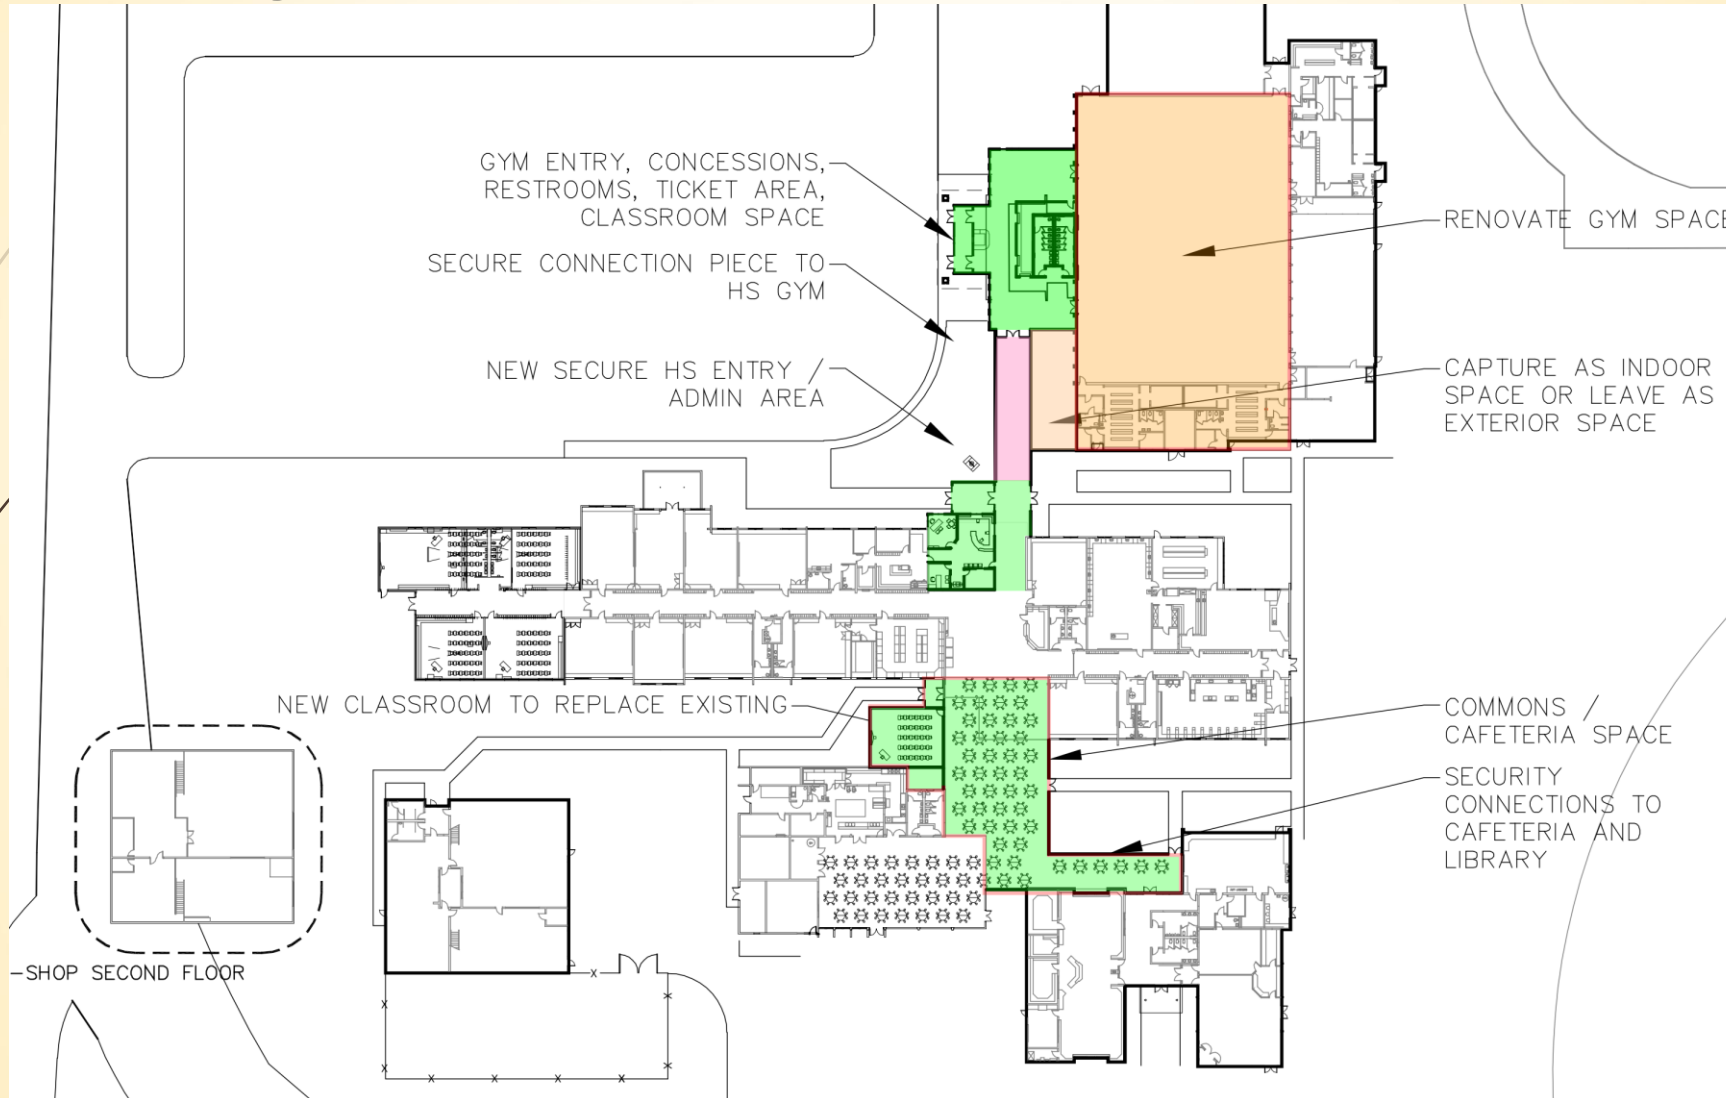 GYM ENTRY, CONCESSIONS,
RESTROOMS, TICKET AREA,
CLASSROOM SPACE
SECURE CONNECTION PIECE TO
HS GYM
NEW SECURE HS ENTRY /
ADMIN AREA
RENOVATE GYM SPACE
CAPTURE AS INDOOR
SPACE OR LEAVE AS
EXTERIOR SPACE
NEW CLASSROOM TO REPLACE EXISTING
COMMONS /
CAFETERIA SPACE
SECURITY
CONNECTIONS TO
CAFETERIA AND
LIBRARY
SHOP SECOND FLOOR